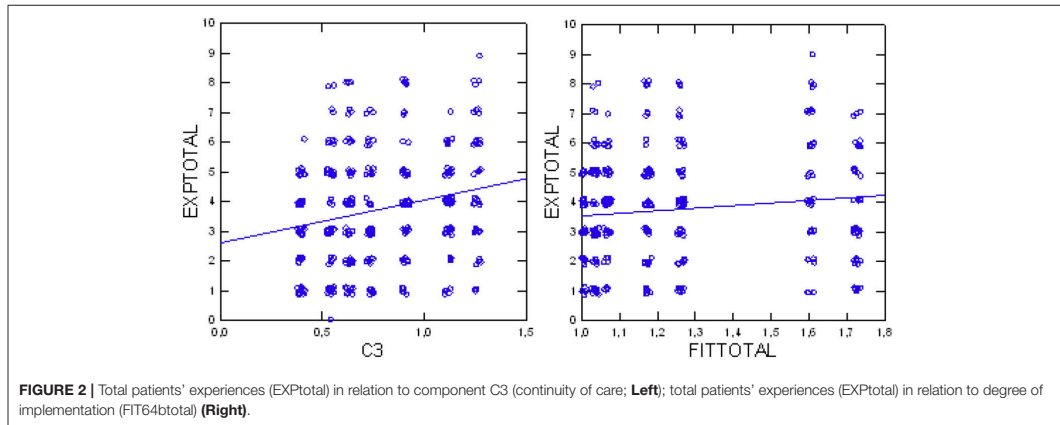 10
9
8
7
6
5
4
3
2
1
0
EXPTOTAL
0,0 0,5 1,0 1,5
C3
10
9
8
7
6
5
4
3
2
1
0
EXPTOTAL
1,0 1,1 1,2 1,3 1,4 1,5 1,6 1,7 1,8
FITTOTAL
FIGURE 2 | Total patients’ experiences (EXPtotal) in relation to component C3 (continuity of care; Left); total patients’ experiences (EXPtotal) in relation to degree of
implementation (FIT64btotal) (Right).